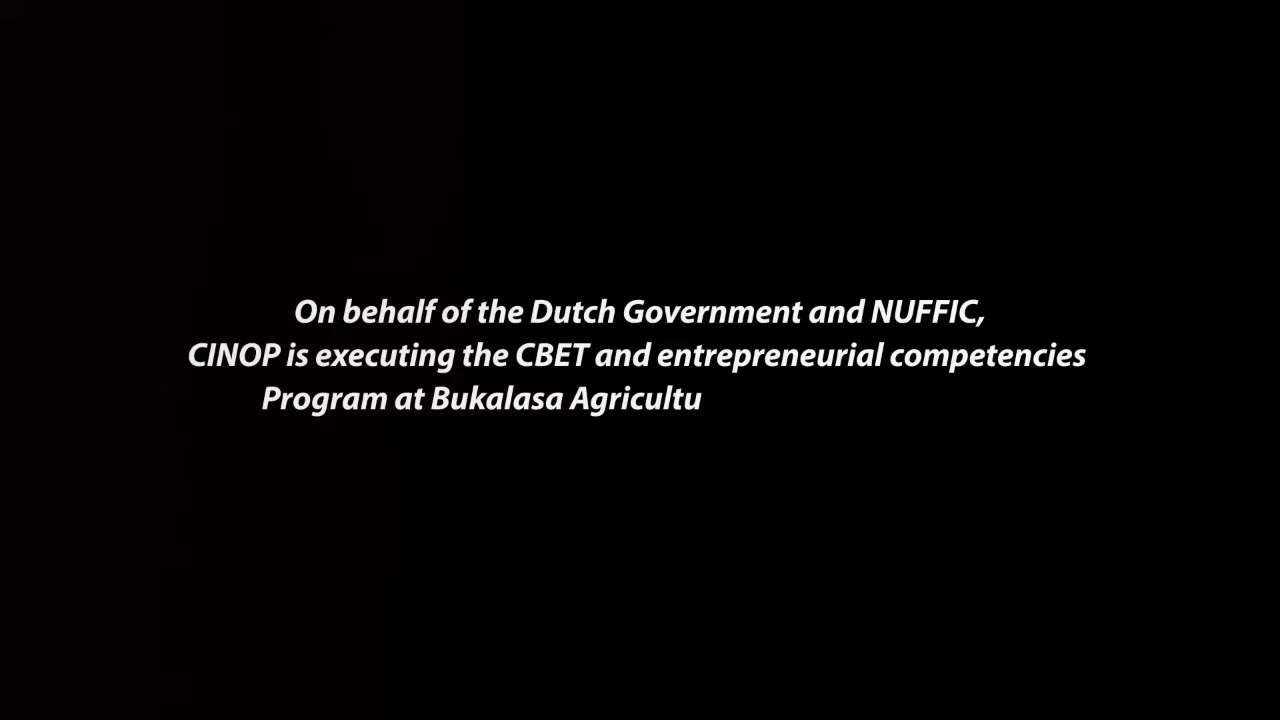 On behalf of the Dutch Government and NUFFIC,
CINOP is executing the CBET and entrepreneurial competencies
Program at Bukalasa Agricultu